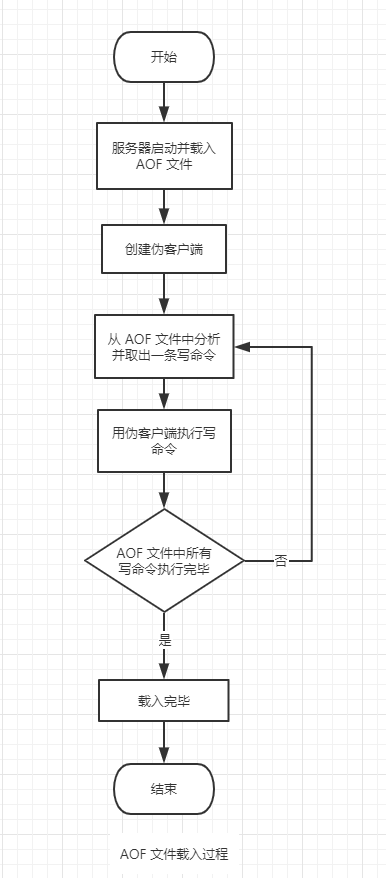 开始
服务器启动并载入
AOF 文件
创建伪客户端
从 AOF 文件中分析
并取出一条写命令
用伪客户端执行写
命令
AOF 文件中所有
写命令执行完毕
否
是
载入完毕
结束
AOF 文件载入过程